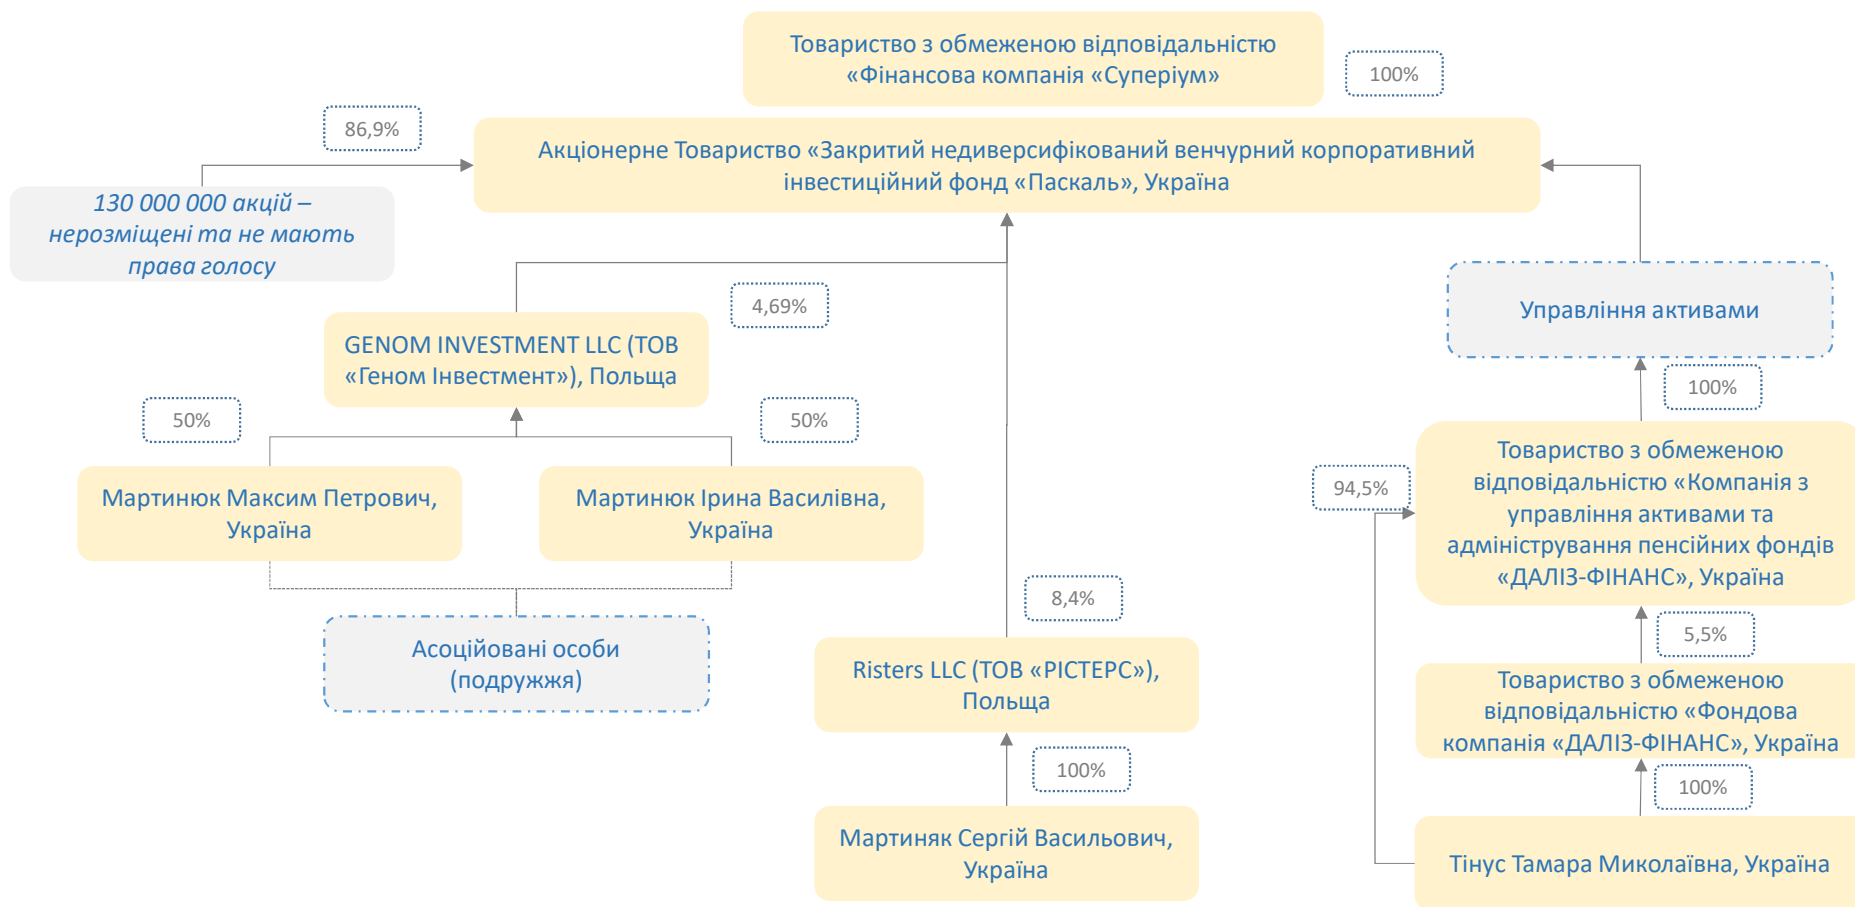 Товариство з обмеженою відповідальністю
«Фінансова компанія «Суперіум»
100%
86,9%
Акціонерне Товариство «Закритий недиверсифікований венчурний корпоративний
інвестиційний фонд «Паскаль», Україна
130 000 000 акцій –
нерозміщені та не мають
права голосу
Управління активами
4,69%
GENOM INVESTMENT LLC (ТОВ
«Геном Інвестмент»), Польща
100%
50%
50%
Товариство з обмеженою
відповідальністю «Компанія з
управління активами та
адміністрування пенсійних фондів
«ДАЛІЗ-ФІНАНС», Україна
94,5%
Мартинюк Максим Петрович,
Україна
Мартинюк Ірина Василівна,
Україна
8,4%
5,5%
Асоційовані особи
(подружжя)
Risters LLC (ТОВ «РІСТЕРС»),
Польща
Товариство з обмеженою
відповідальністю «Фондова
компанія «ДАЛІЗ-ФІНАНС», Україна
100%
100%
Мартиняк Сергій Васильович,
Україна
Тінус Тамара Миколаївна, Україна